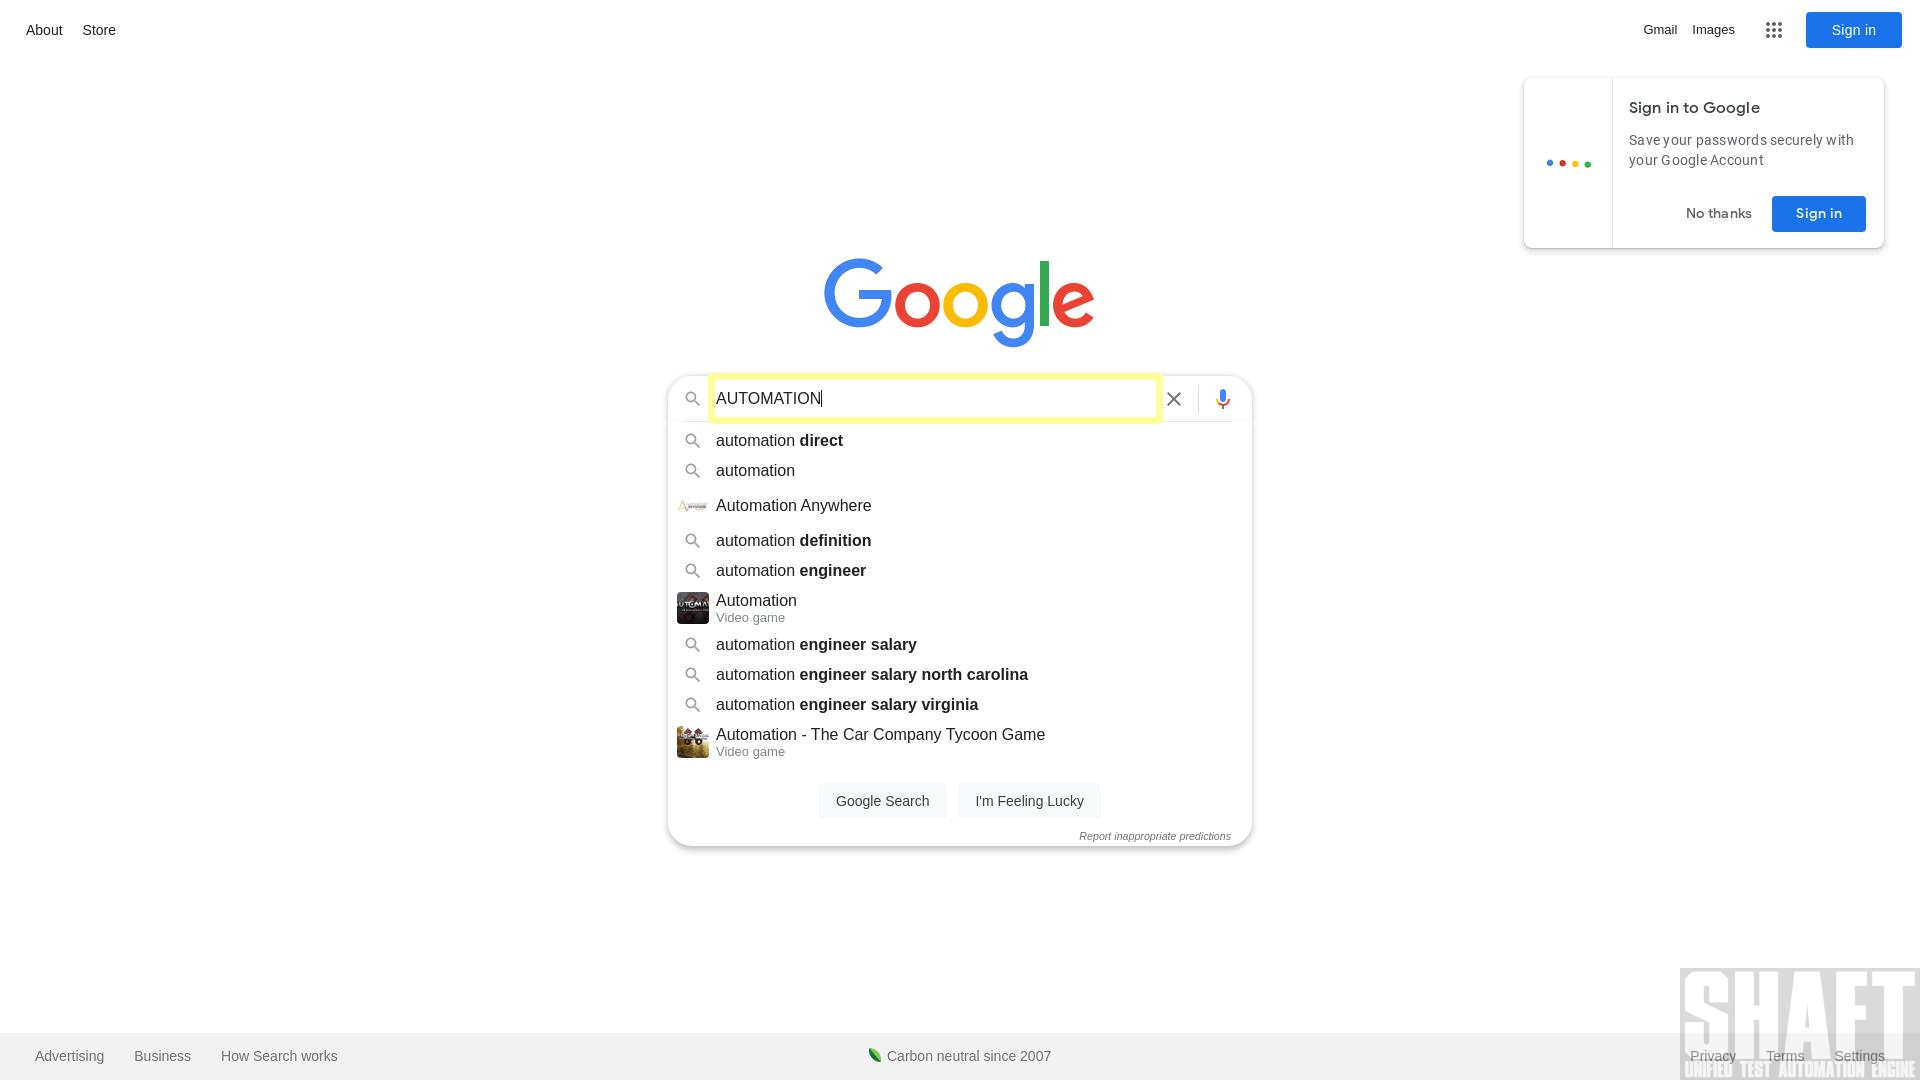 About Store
Gmail Images Sign in
Sign in to Google
Save your passwords securely with
your Google Account
No thanks Sign in
Google
AUTOMATION
automation direct
automation
Automation Anywhere
automation definition
automation engineer
Automation
Video game
automation engineer salary
automation engineer salary north carolina
automation engineer salary virginia
Automation - The Car Company Tycoon Game
Video game
Google Search I'm Feeling Lucky
Report inappropriate predictions
SHAFT
Advertising Business How Search works Carbon neutral since 2007 Privacy Terms Settings
UNIFIED TEST AUTOMATION ENGINE